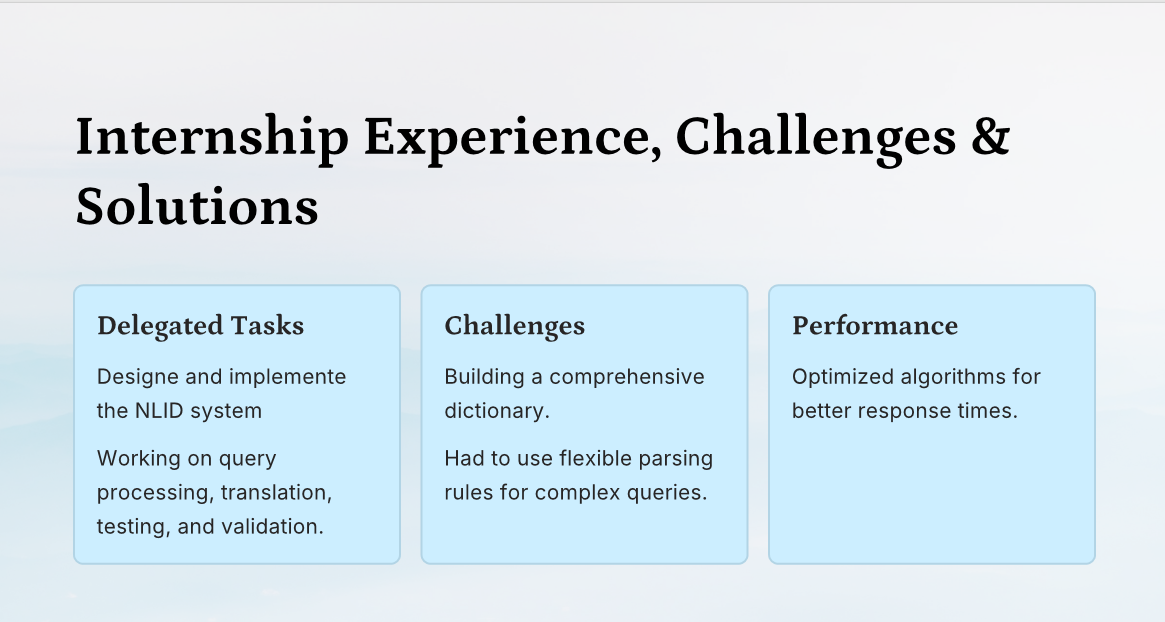 Internship Experience, Challenges &
Solutions
Delegated Tasks
Designe and implemente
the NLID system
Working on query
processing, translation,
testing, and validation.
Challenges
Building a comprehensive
dictionary.
Had to use flexible parsing
rules for complex queries.
Performance
Optimized algorithms for
better response times.